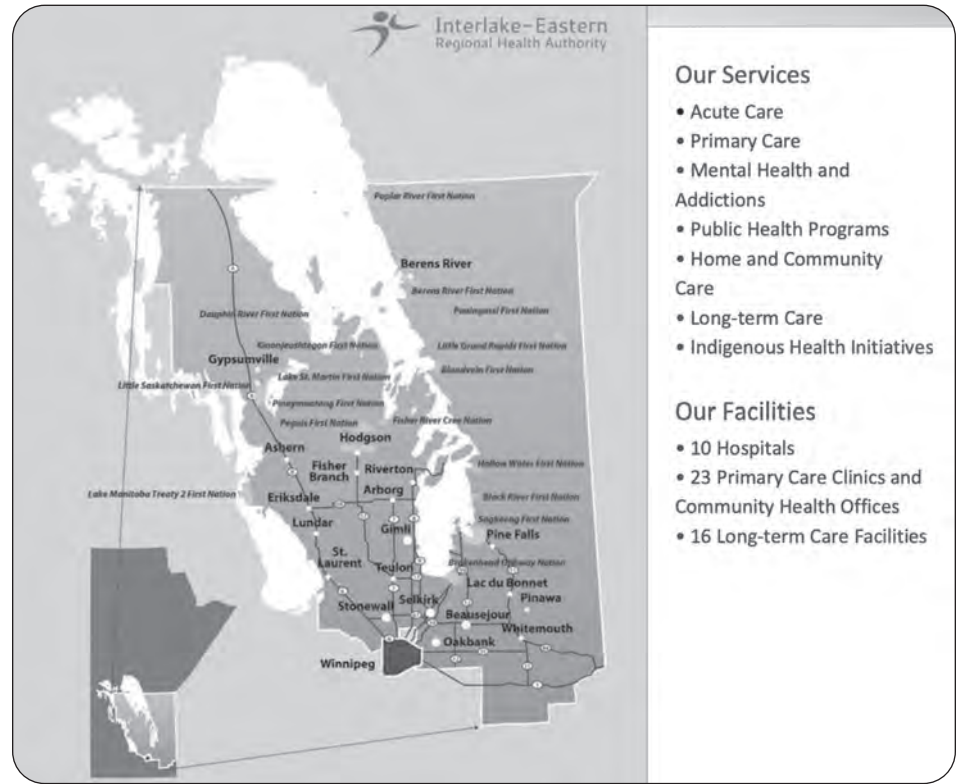 Interlake-Eastern
Regional Health Authority
Poplar River First Nation
Berens River
Berens River First Nation
Pauingassi First Nation
Dauphin River First Nation
Kinonjeoshtegon First Nation
Little Grand Rapids First Nation
Gypsumville
Bloodvein First Nation
Lake St. Martin First Nation
Little Saskatchewan First Nation
Pinaymootang First Nation
Peguis First Nation
Fisher River Cree Nation
Hodgson
Ashern
Fisher
Branch
Riverton
Hollow Water First Nation
Lake Manitoba Treaty 2 First Nation
Eriksdale
Arborg
Black River First Nation
Lundar
Gimli
Sagkeeng First Nation
Pine Falls
St.
Laurent
Teulon
Brokenhead Ojibway Nation
Lac du Bonnet
Pinawa
Stonewall
Selkirk
Beausejour
Whitemouth
Oakbank
Winnipeg
Our Services
• Acute Care
• Primary Care
• Mental Health and
Addictions
• Public Health Programs
• Home and Community
Care
• Long-term Care
• Indigenous Health Initiatives
Our Facilities
• 10 Hospitals
• 23 Primary Care Clinics and
Community Health Offices
• 16 Long-term Care Facilities